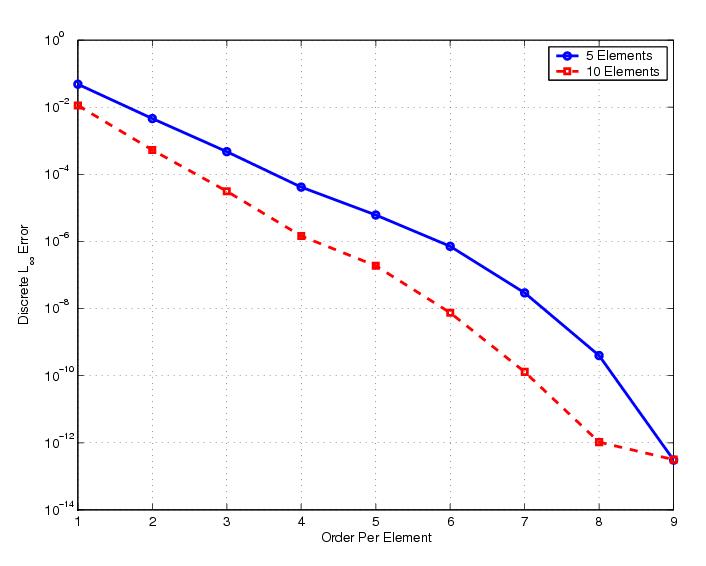 10^0
10^-2
10^-4
10^-6
10^-8
10^-10
10^-12
10^-14
Discrete L∞ Error
5 Elements
10 Elements
1 2 3 4 5 6 7 8 9
Order Per Element